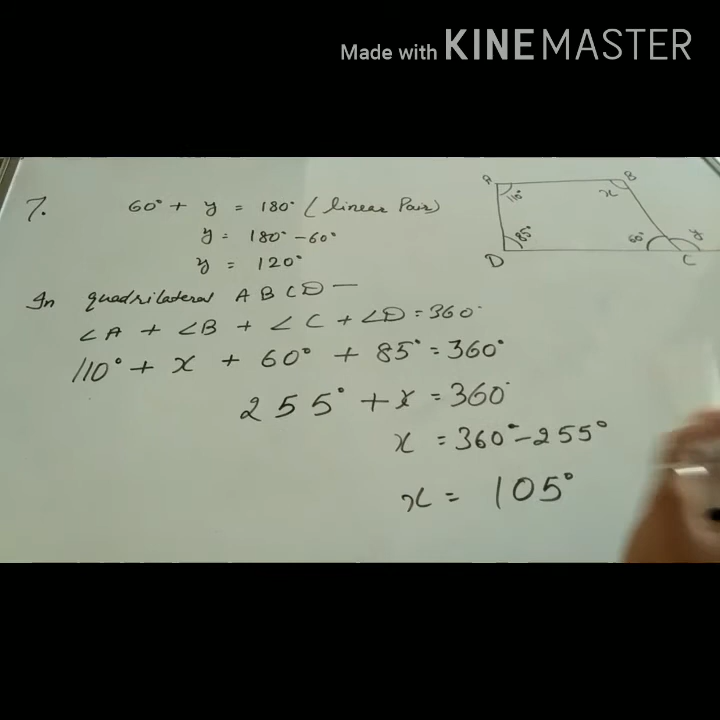 Made with KINEMASTER
7. 60° + y = 180° (linear Pair)
y = 180° - 60°
y = 120°
In quadrilateral ABCD —
∠A + ∠B + ∠C + ∠D = 360°
110° + x + 60° + 85° = 360°
255° + x = 360°
x = 360° - 255°
x = 105°
A B
110° x
85° 60° y
D C